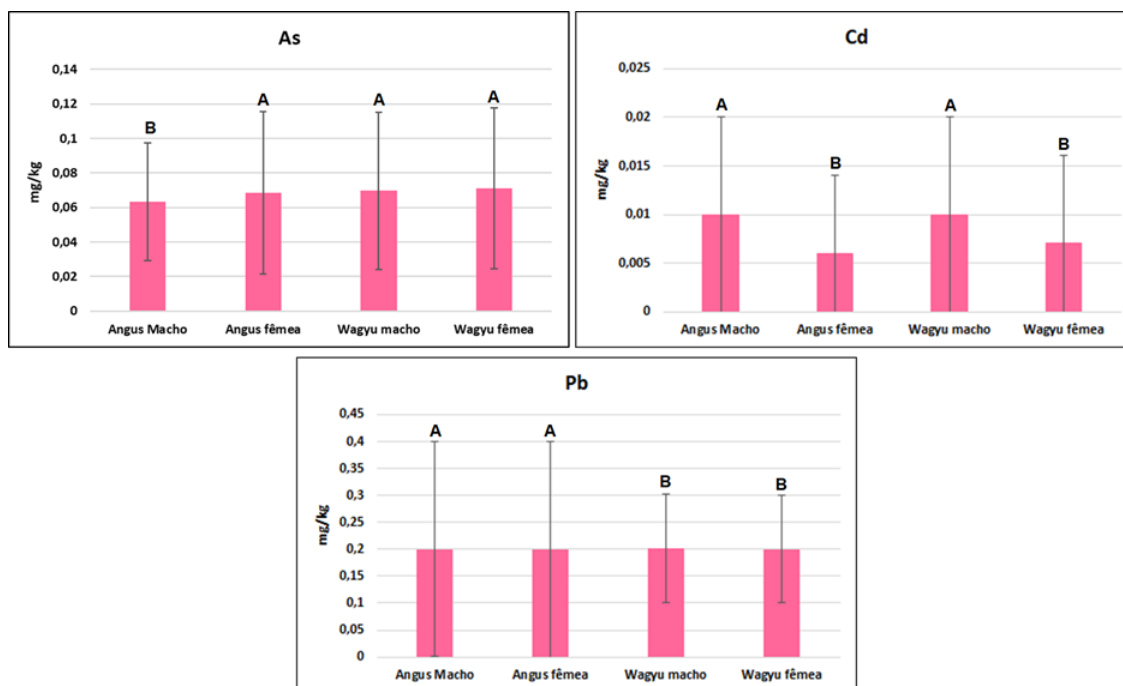 As
mg/kg
0,14
0,12
0,1
0,08
0,06
0,04
0,02
0
B
A
A
A
Angus Macho
Angus fêmea
Wagyu macho
Wagyu fêmea
Cd
0,025
0,02
0,015
0,01
0,005
0
mg/kg
A
B
A
B
Angus Macho
Angus fêmea
Wagyu macho
Wagyu fêmea
Pb
0,45
0,4
0,35
0,3
0,25
0,2
0,15
0,1
0,05
0
mg/kg
A
A
B
B
Angus Macho
Angus fêmea
Wagyu macho
Wagyu fêmea